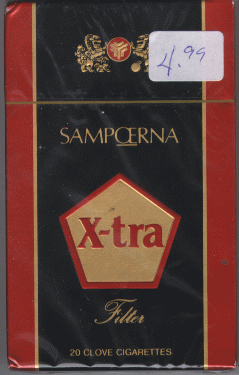 4.99
SAMPOERNA
X-tra
Filter
20 CLOVE CIGARETTES